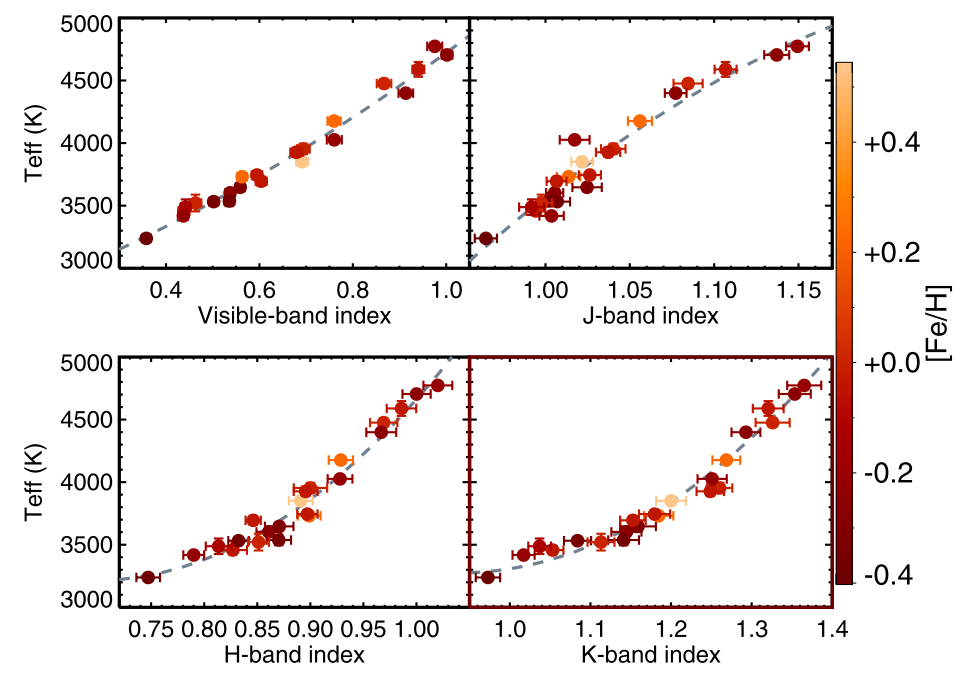 5000
4500
4000
3500
3000
Teff (K)
0.4 0.6 0.8 1.0
Visible-band index
1.00 1.05 1.10 1.15
J-band index
5000
4500
4000
3500
3000
Teff (K)
0.75 0.80 0.85 0.90 0.95 1.00
H-band index
1.0 1.1 1.2 1.3 1.4
K-band index
+0.4
+0.2
+0.0
-0.2
-0.4
[Fe/H]